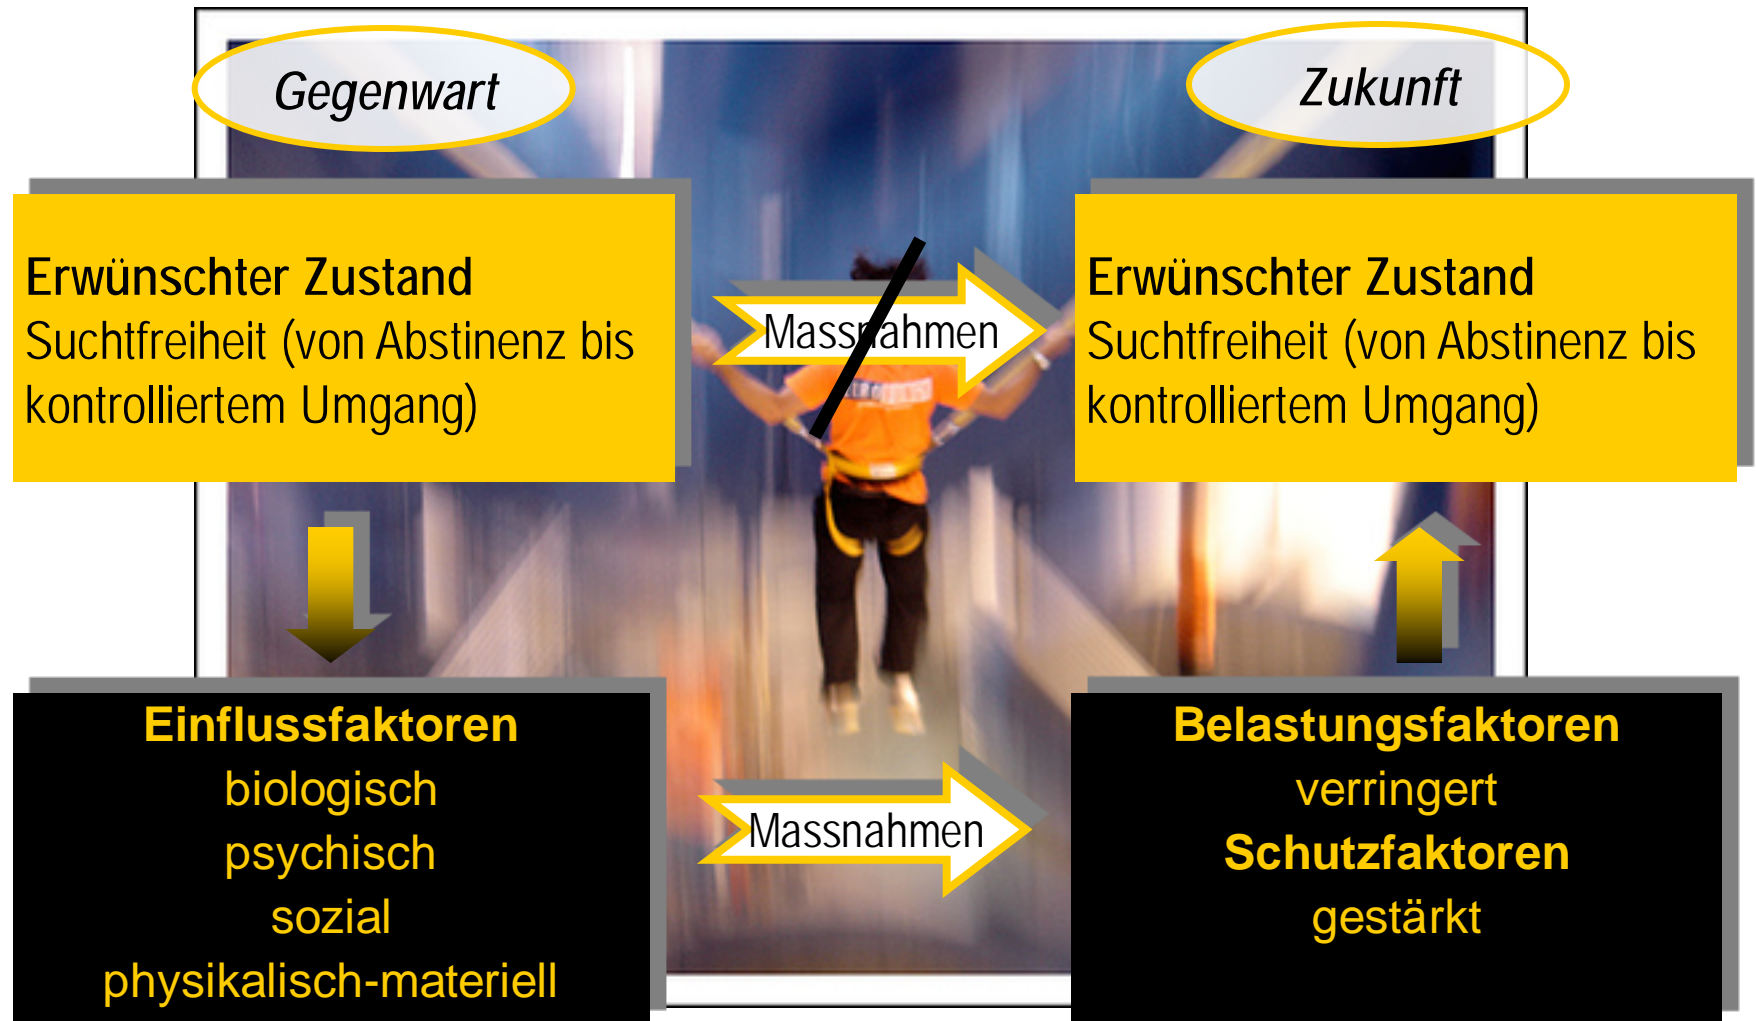 Gegenwart
Zukunft
Erwünschter Zustand
Suchtfreiheit (von Abstinenz bis
kontrolliertem Umgang)
Massnahmen
Erwünschter Zustand
Suchtfreiheit (von Abstinenz bis
kontrolliertem Umgang)
Einflussfaktoren
biologisch
psychisch
sozial
physikalisch-materiell
Massnahmen
Belastungsfaktoren
verringert
Schutzfaktoren
gestärkt